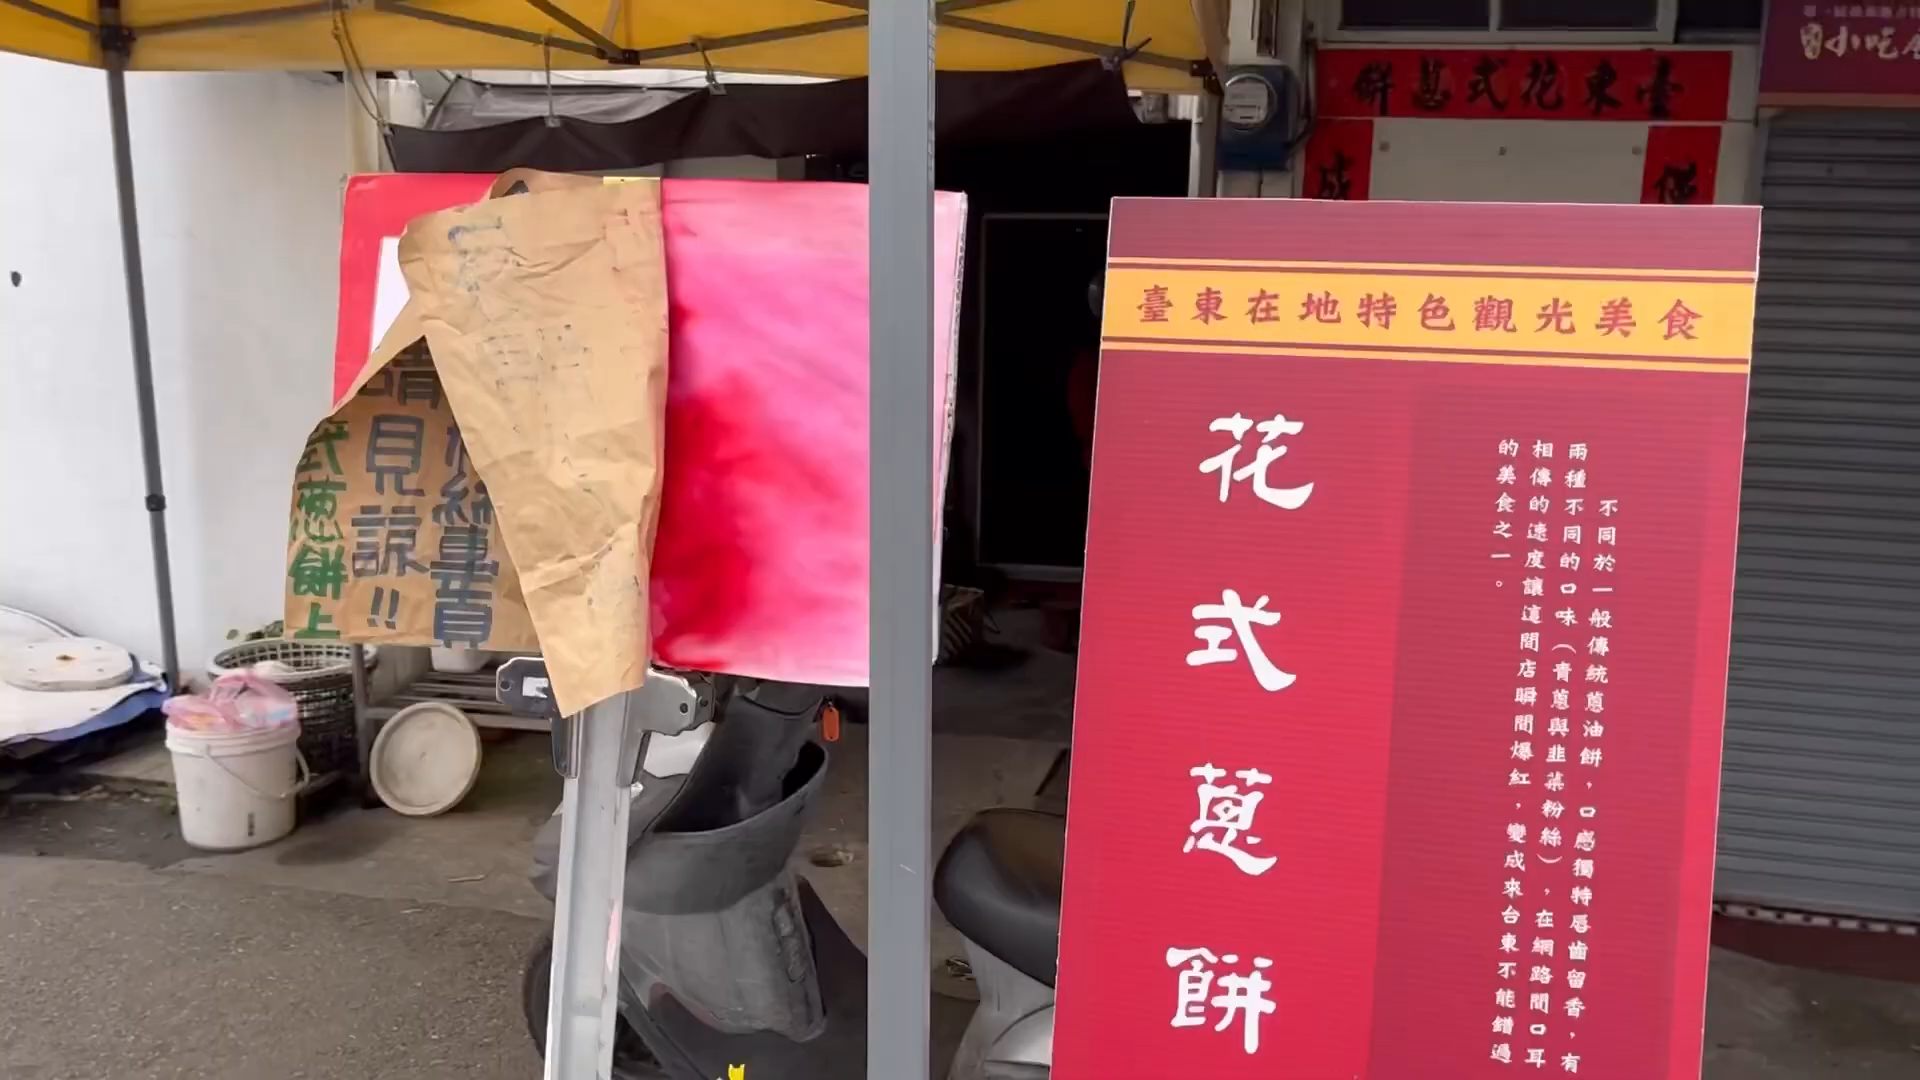 臺東花式蔥餅
小吃
臺東在地特色觀光美食
花式蔥餅
不同於一般傳統蔥油餅，口感獨特唇齒留香，有
兩種不同的口味（青蔥與韭菜粉絲），在網路間口耳
相傳的速度讓這間店瞬間爆紅，變成來台東不能錯過
的美食之一。
請見諒!!
式蔥餅上